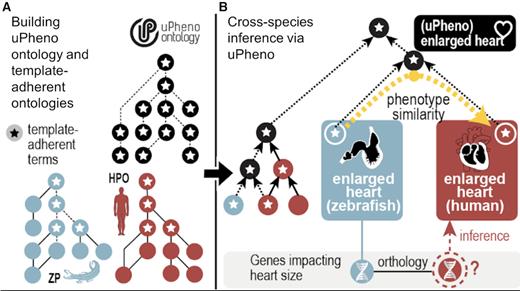 A
Building
uPheno
ontology and
template-
adherent
ontologies
uPheno
ontology
template-
adherent
terms
HPO
ZP
B
Cross-species
inference via
uPheno
(uPheno)
enlarged heart
phenotype
similarity
enlarged
heart
(zebrafish)
enlarged
heart
(human)
inference
Genes impacting
heart size
orthology
?